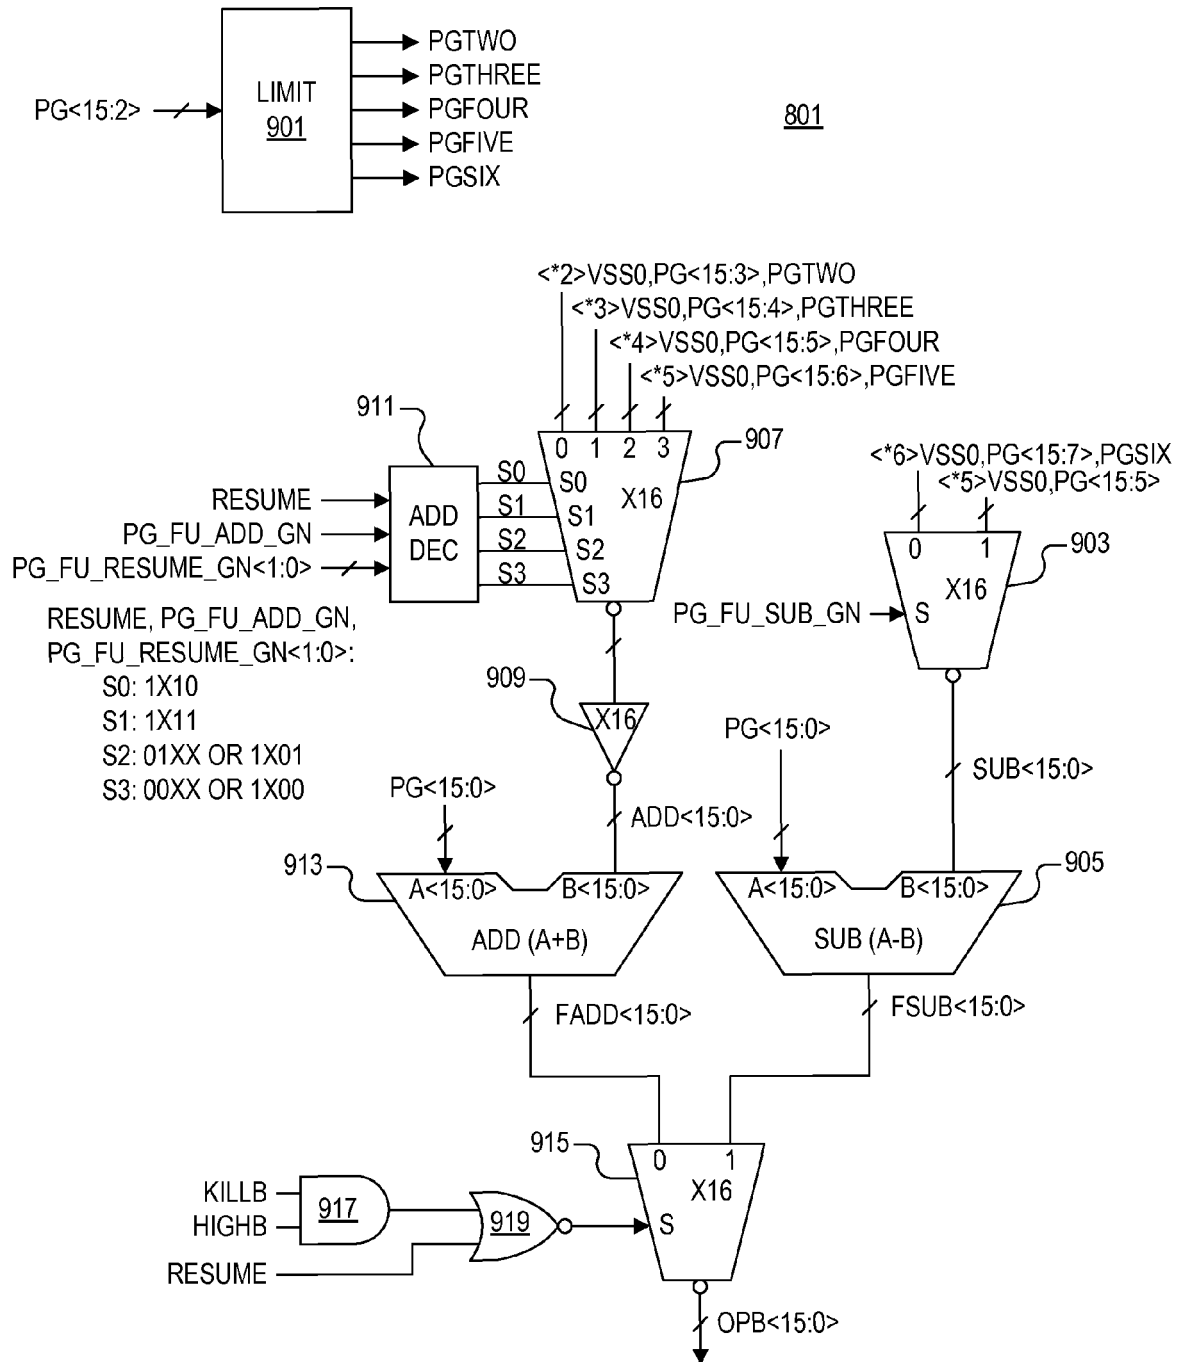 PGTWO
PGTHREE
PG<15:2>
LIMIT
901
PGFOUR
PGFIVE
PGSIX
801
<*2>VSS0,PG<15:3>,PGTWO
<*3>VSS0,PG<15:4>,PGTHREE
<*4>VSS0,PG<15:5>,PGFOUR
<*5>VSS0,PG<15:6>,PGFIVE
911
0 1 2 3
907
<*6>VSS0,PG<15:7>,PGSIX
<*5>VSS0,PG<15:5>
RESUME
PG_FU_ADD_GN
PG_FU_RESUME_GN<1:0>
ADD
DEC
S0
S1
S2
S3
S0
S1
S2
S3
X16
0 1
903
X16
PG_FU_SUB_GN
S
RESUME, PG_FU_ADD_GN,
PG_FU_RESUME_GN<1:0>:
S0: 1X10
S1: 1X11
S2: 01XX OR 1X01
S3: 00XX OR 1X00
909
X16
PG<15:0>
PG<15:0>
SUB<15:0>
ADD<15:0>
913
A<15:0>
B<15:0>
ADD (A+B)
A<15:0>
B<15:0>
905
SUB (A-B)
FADD<15:0>
FSUB<15:0>
915
0 1
X16
KILLB
HIGHB
917
919
S
RESUME
OPB<15:0>